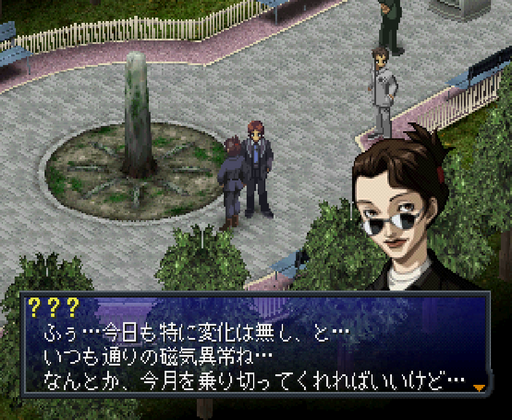 ???
ふぅ…今日も特に変化は無し、と…
いつも通りの磁気異常ね…
なんとか、今月を乗り切ってくれればいいけど…